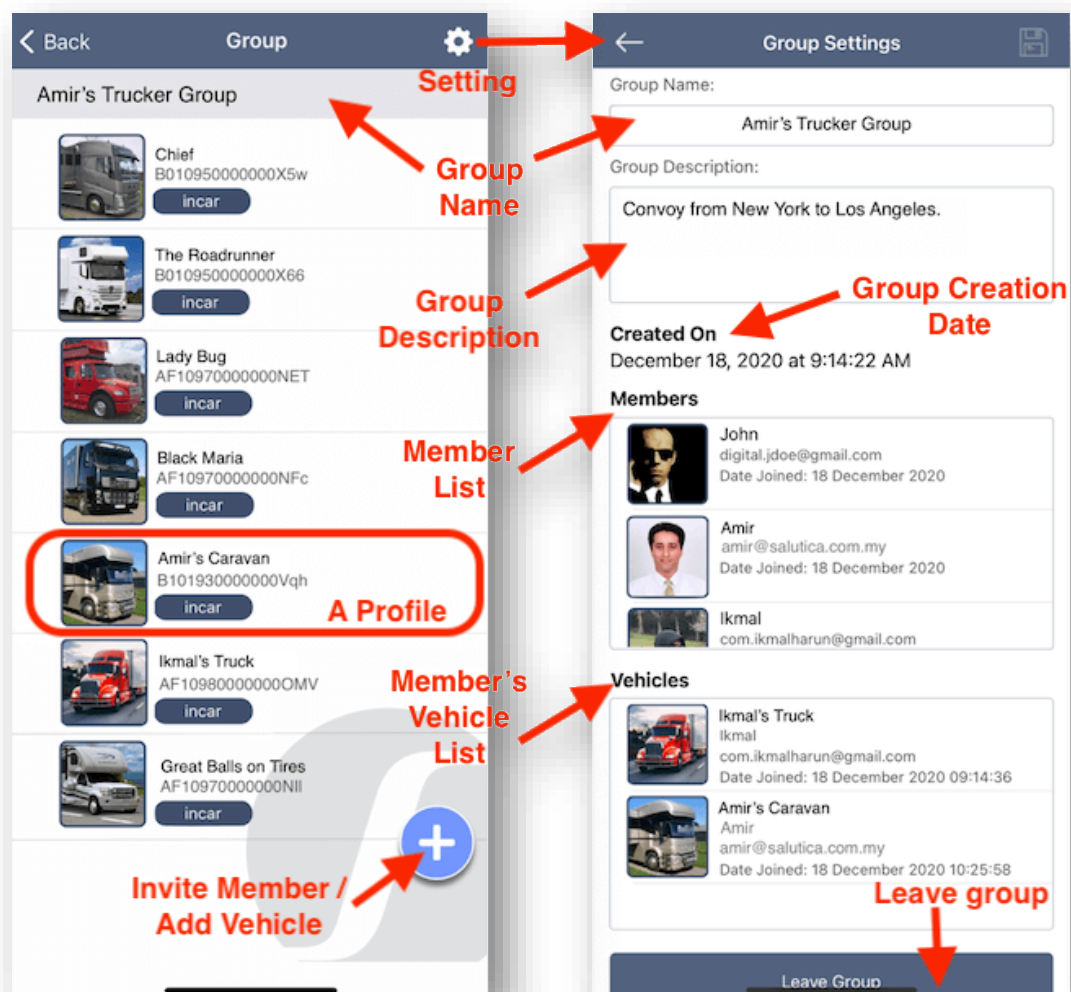 Back
Group
Setting
Amir's Trucker Group
Chief
B010950000000X5w
incar
The Roadrunner
B010950000000X66
incar
Lady Bug
AF10970000000NET
incar
Black Maria
AF10970000000NFc
incar
Amir's Caravan
B101930000000Vqh
incar
A Profile
Ikmal's Truck
AF10980000000OMV
incar
Great Balls on Tires
AF10970000000NIl
incar
Invite Member /
Add Vehicle
Group
Name
Group
Description
Member
List
Member's
Vehicle
List
Group Settings
Group Name:
Amir's Trucker Group
Group Description:
Convoy from New York to Los Angeles.
Group Creation
Date
Created On
December 18, 2020 at 9:14:22 AM
Members
John
digital.jdoe@gmail.com
Date Joined: 18 December 2020
Amir
amir@salutica.com.my
Date Joined: 18 December 2020
Ikmal
com.ikmalharun@gmail.com
Vehicles
Ikmal's Truck
Ikmal
com.ikmalharun@gmail.com
Date Joined: 18 December 2020 09:14:36
Amir's Caravan
Amir
amir@salutica.com.my
Date Joined: 18 December 2020 10:25:58
Leave group
Leave Group